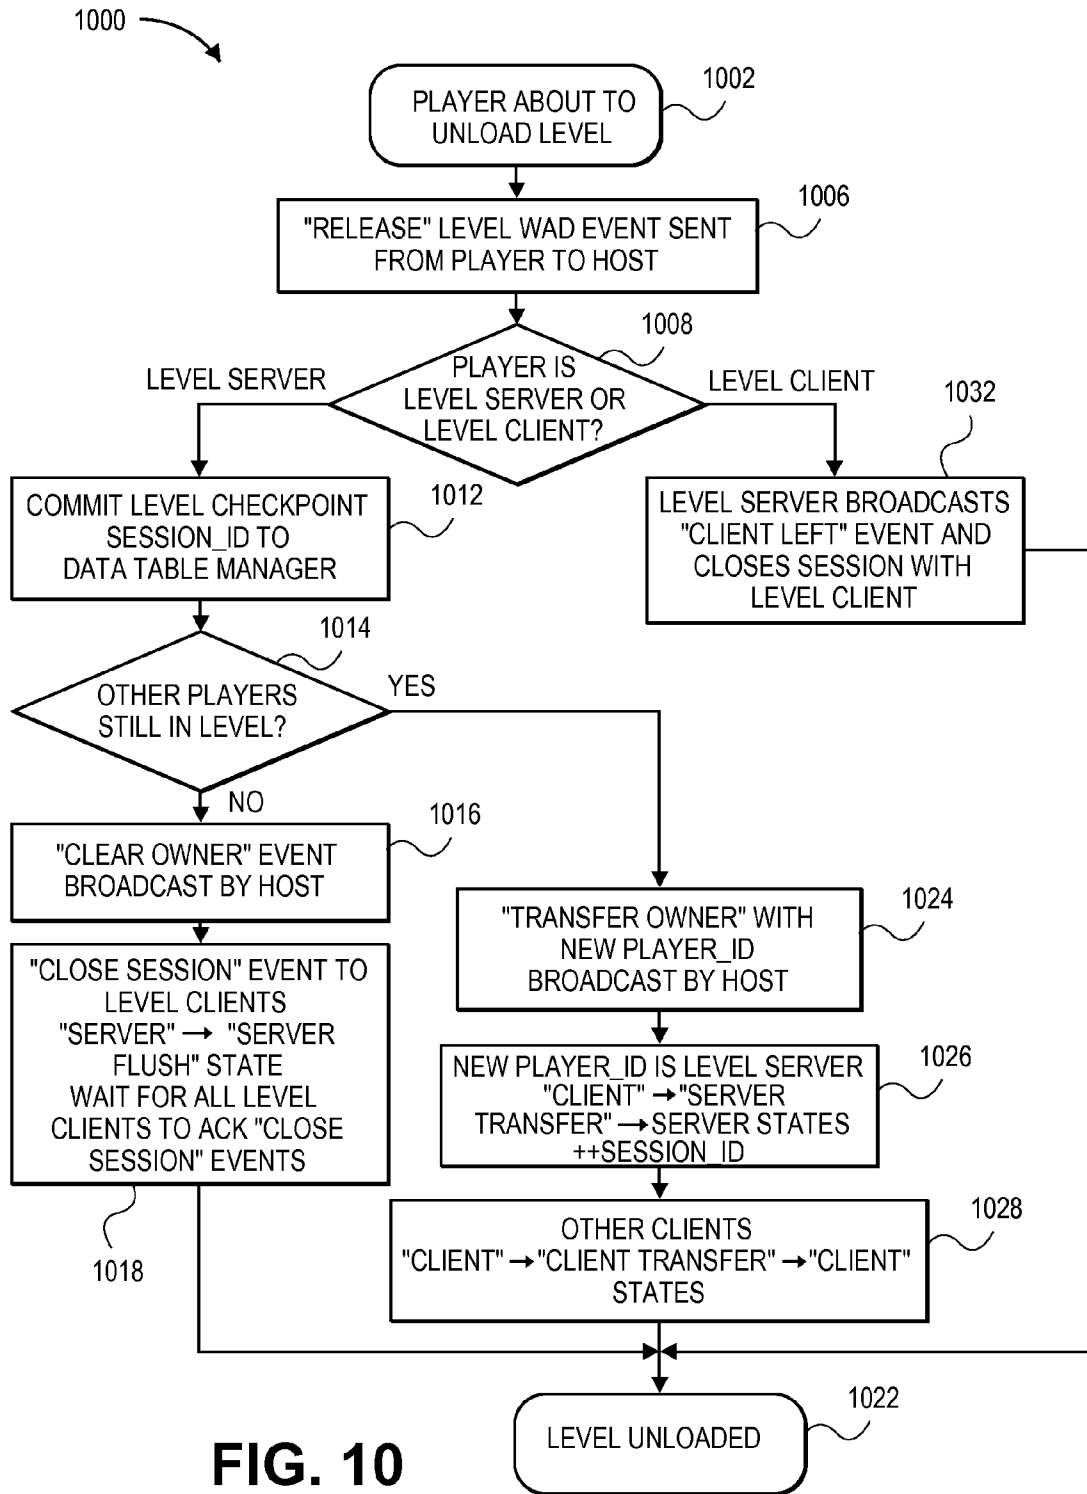 1000
PLAYER ABOUT TO
UNLOAD LEVEL
1002
"RELEASE" LEVEL WAD EVENT SENT
FROM PLAYER TO HOST
1006
PLAYER IS
LEVEL SERVER OR
LEVEL CLIENT?
1008
LEVEL SERVER
LEVEL CLIENT
COMMIT LEVEL CHECKPOINT
SESSION_ID TO
DATA TABLE MANAGER
1012
LEVEL SERVER BROADCASTS
"CLIENT LEFT" EVENT AND
CLOSES SESSION WITH
LEVEL CLIENT
1032
OTHER PLAYERS
STILL IN LEVEL?
1014
YES
NO
"CLEAR OWNER" EVENT
BROADCAST BY HOST
1016
"CLOSE SESSION" EVENT TO
LEVEL CLIENTS
"SERVER" → "SERVER
FLUSH" STATE
WAIT FOR ALL LEVEL
CLIENTS TO ACK "CLOSE
SESSION" EVENTS
1018
"TRANSFER OWNER" WITH
NEW PLAYER_ID
BROADCAST BY HOST
1024
NEW PLAYER_ID IS LEVEL SERVER
"CLIENT" → "SERVER
TRANSFER" → SERVER STATES
++SESSION_ID
1026
OTHER CLIENTS
"CLIENT" → "CLIENT TRANSFER" → "CLIENT"
STATES
1028
LEVEL UNLOADED
1022
FIG. 10